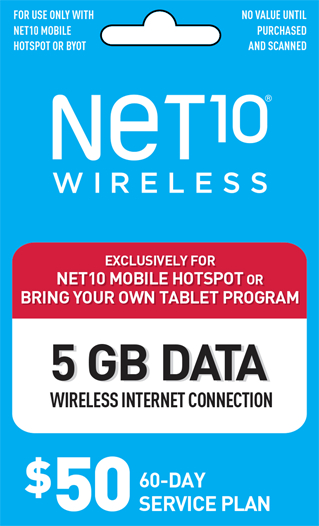 FOR USE ONLY WITH
NET10 MOBILE
HOTSPOT OR BYOT
NO VALUE UNTIL
PURCHASED
AND SCANNED
NeT10®
WIRELESS
EXCLUSIVELY FOR
NET10 MOBILE HOTSPOT OR
BRING YOUR OWN TABLET PROGRAM
5 GB DATA
WIRELESS INTERNET CONNECTION
$50 60-DAY
SERVICE PLAN